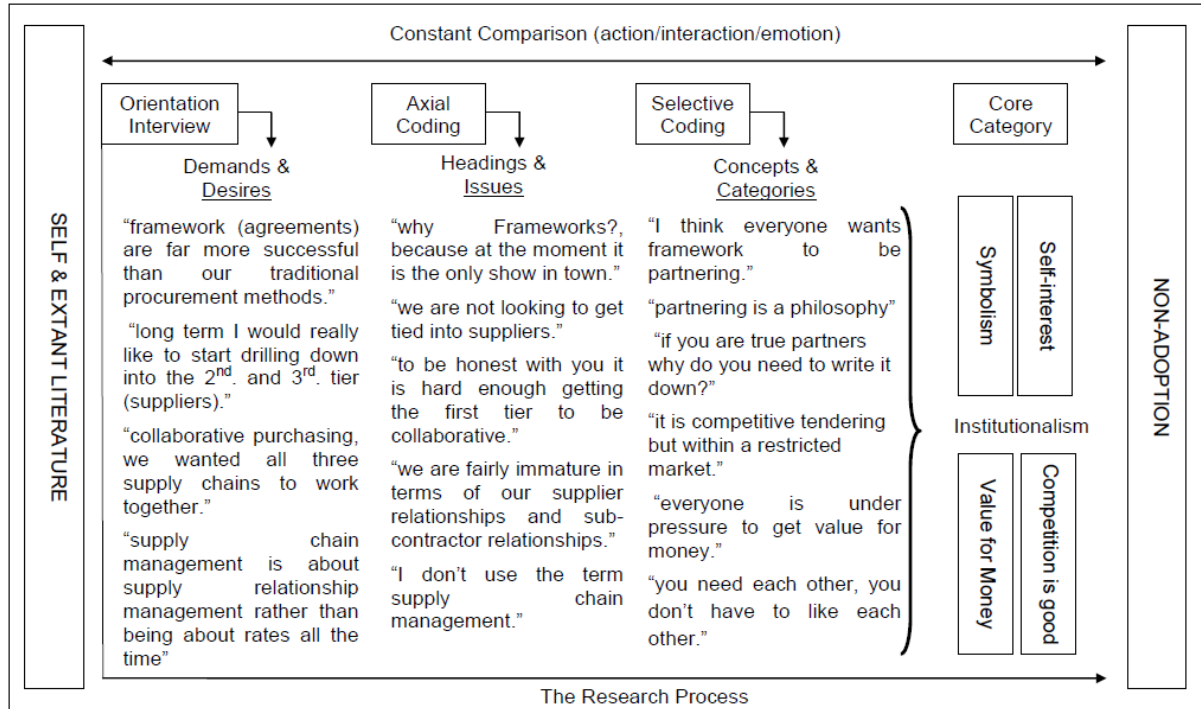 Constant Comparison (action/interaction/emotion)
SELF & EXTANT LITERATURE
Orientation
Interview
Demands &
Desires
“framework (agreements)
are far more successful
than our traditional
procurement methods.”
“long term I would really
like to start drilling down
into the 2nd. and 3rd. tier
(suppliers).”
“collaborative purchasing,
we wanted all three
supply chains to work
together.”
“supply chain
management is about
supply relationship
management rather than
being about rates all the
time”
Axial
Coding
Headings &
Issues
“why Frameworks?,
because at the moment it
is the only show in town.”
“we are not looking to get
tied into suppliers.”
“to be honest with you it
is hard enough getting
the first tier to be
collaborative.”
“we are fairly immature in
terms of our supplier
relationships and sub-
contractor relationships.”
“I don’t use the term
supply chain
management.”
Selective
Coding
Concepts &
Categories
“I think everyone wants
framework to be
partnering.”
“partnering is a philosophy”
“if you are true partners
why do you need to write it
down?”
“it is competitive tendering
but within a restricted
market.”
“everyone is under
pressure to get value for
money.”
“you need each other, you
don’t have to like each
other.”
Core
Category
Symbolism
Self-interest
Institutionalism
Value for Money
Competition is good
NON-ADOPTION
The Research Process